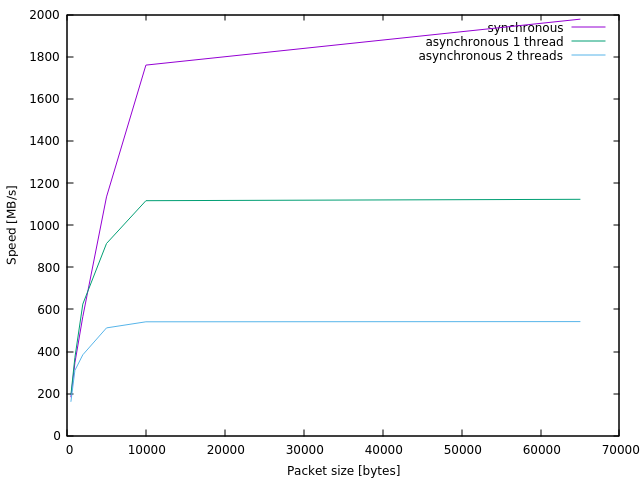 2000
1800
1600
1400
1200
1000
800
600
400
200
0
0 10000 20000 30000 40000 50000 60000 70000
Speed [MB/s]
Packet size [bytes]
synchronous
asynchronous 1 thread
asynchronous 2 threads